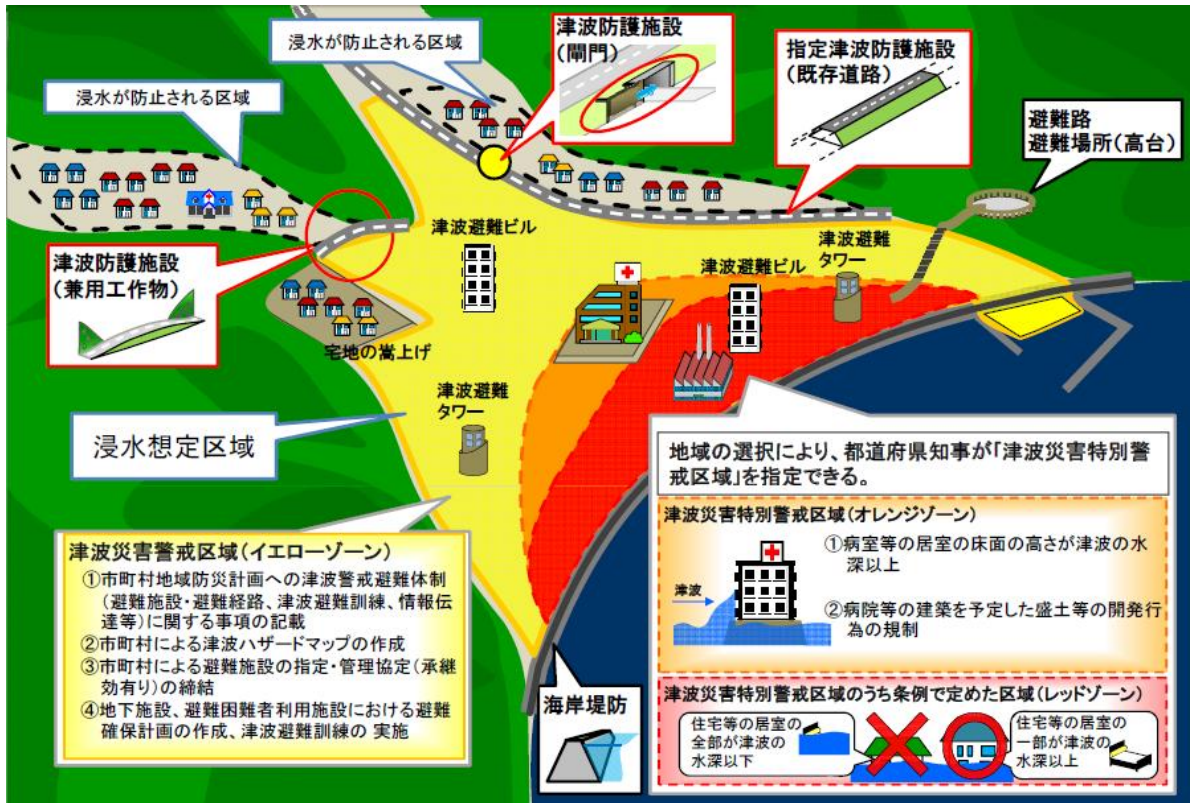 浸水が防止される区域
浸水が防止される区域
津波防護施設
(閘門)
指定津波防護施設
(既存道路)
避難路
避難場所(高台)
津波避難ビル
津波避難
タワー
津波避難ビル
津波防護施設
(兼用工作物)
宅地の嵩上げ
津波避難
タワー
浸水想定区域
津波災害警戒区域(イエローゾーン)
①市町村地域防災計画への津波警戒避難体制
(避難施設・避難経路、津波避難訓練、情報伝
達等)に関する事項の記載
②市町村による津波ハザードマップの作成
③市町村による避難施設の指定・管理協定(承継
効有り)の締結
④地下施設、避難困難者利用施設における避難
確保計画の作成、津波避難訓練の 実施
海岸堤防
地域の選択により、都道府県知事が「津波災害特別警
戒区域」を指定できる。
津波災害特別警戒区域(オレンジゾーン)
津波
①病室等の居室の床面の高さが津波の水
深以上
②病院等の建築を予定した盛土等の開発行
為の規制
津波災害特別警戒区域のうち条例で定めた区域(レッドゾーン)
住宅等の居室の
全部が津波の
水深以下
住宅等の居室の
一部が津波の
水深以上